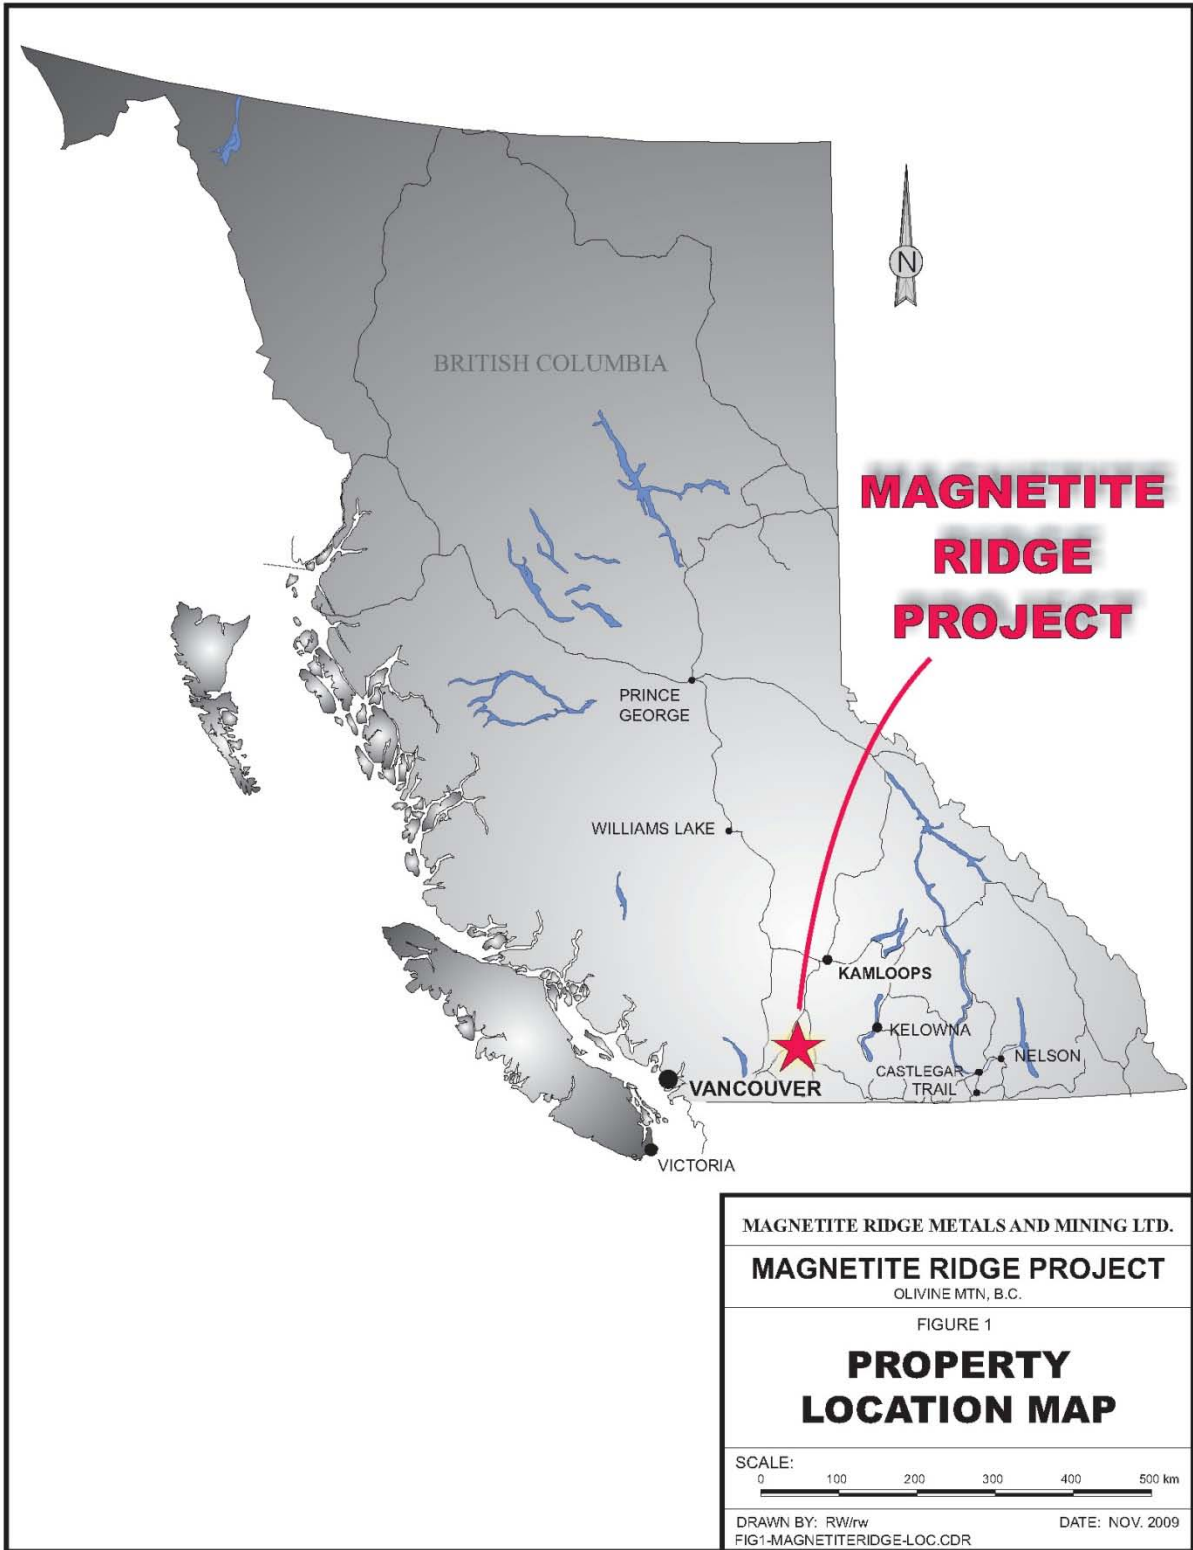 N
BRITISH COLUMBIA
MAGNETITE
RIDGE
PROJECT
PRINCE
GEORGE
WILLIAMS LAKE
KAMLOOPS
KELOWNA
NELSON
CASTLEGAR
TRAIL
VANCOUVER
VICTORIA
MAGNETITE RIDGE METALS AND MINING LTD.
MAGNETITE RIDGE PROJECT
OLIVINE MTN, B.C.
FIGURE 1
PROPERTY
LOCATION MAP
SCALE:
0 100 200 300 400 500 km
DRAWN BY: RW/rw DATE: NOV. 2009
FIG1-MAGNETITERIDGE-LOC.CDR